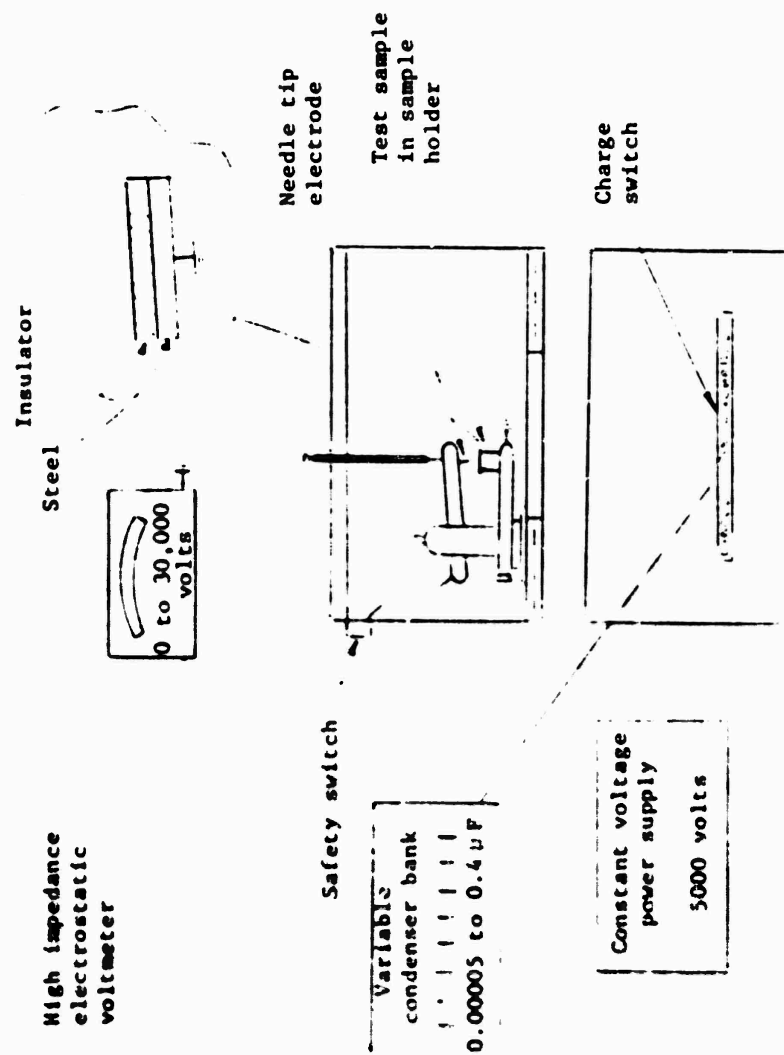 High impedance
electrostatic
voltmeter
0 to 30,000
volts
Steel
Insulator
Safety switch
Needle tip
electrode
Test sample
in sample
holder
Variable
condenser bank
0.00005 to 0.4 μF
Constant voltage
power supply
5000 volts
Charge
switch